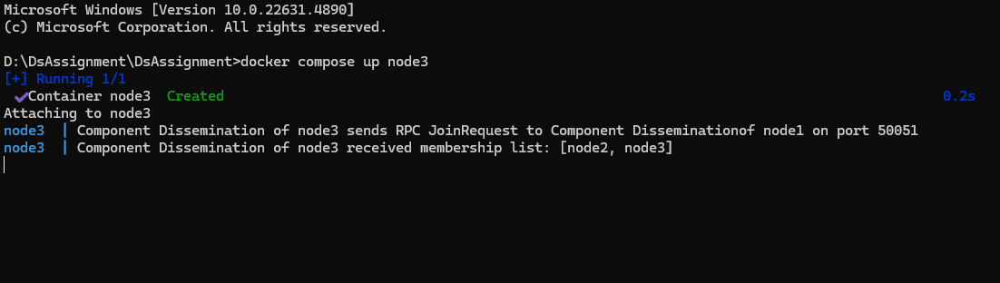 Microsoft Windows [Version 10.0.22631.4890]
(c) Microsoft Corporation. All rights reserved.
D:\DsAssignment\DsAssignment>docker compose up node3
[+] Running 1/1
✔Container node3  Created 0.2s
Attaching to node3
node3  | Component Dissemination of node3 sends RPC JoinRequest to Component Disseminationof node1 on port 50051
node3  | Component Dissemination of node3 received membership list: [node2, node3]